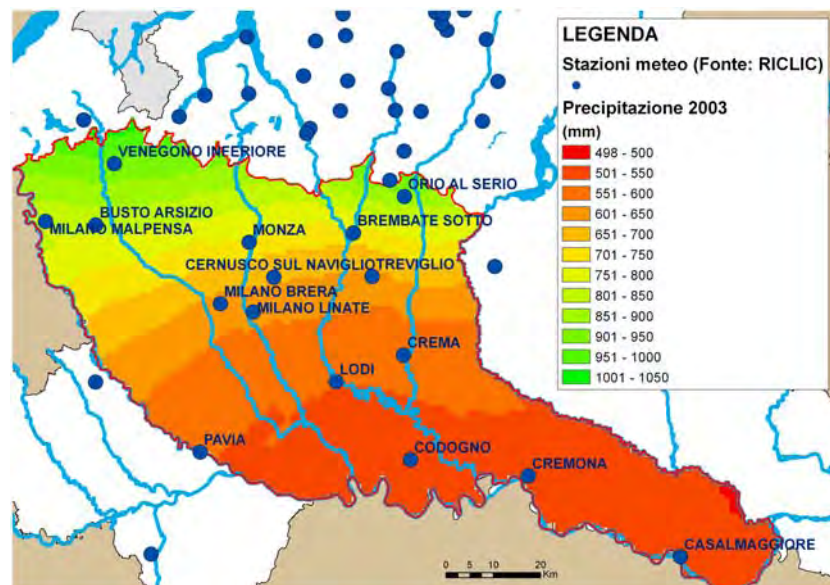 LEGENDA
Stazioni meteo (Fonte: RICLIC)
Precipitazione 2003
(mm)
498 - 500
501 - 550
551 - 600
601 - 650
651 - 700
701 - 750
751 - 800
801 - 850
851 - 900
901 - 950
951 - 1000
1001 - 1050
VENEGONO INFERIORE
ORIO AL SERIO
BUSTO ARSIZIO
MILANO MALPENSA
BREMBATE SOTTO
MONZA
CERNUSCO SUL NAVIGLIO
TREVIGLIO
MILANO BRERA
MILANO LINATE
CREMA
LODI
PAVIA
CODOGNO
CREMONA
CASALMAGGIORE
0 5 10 20
Km